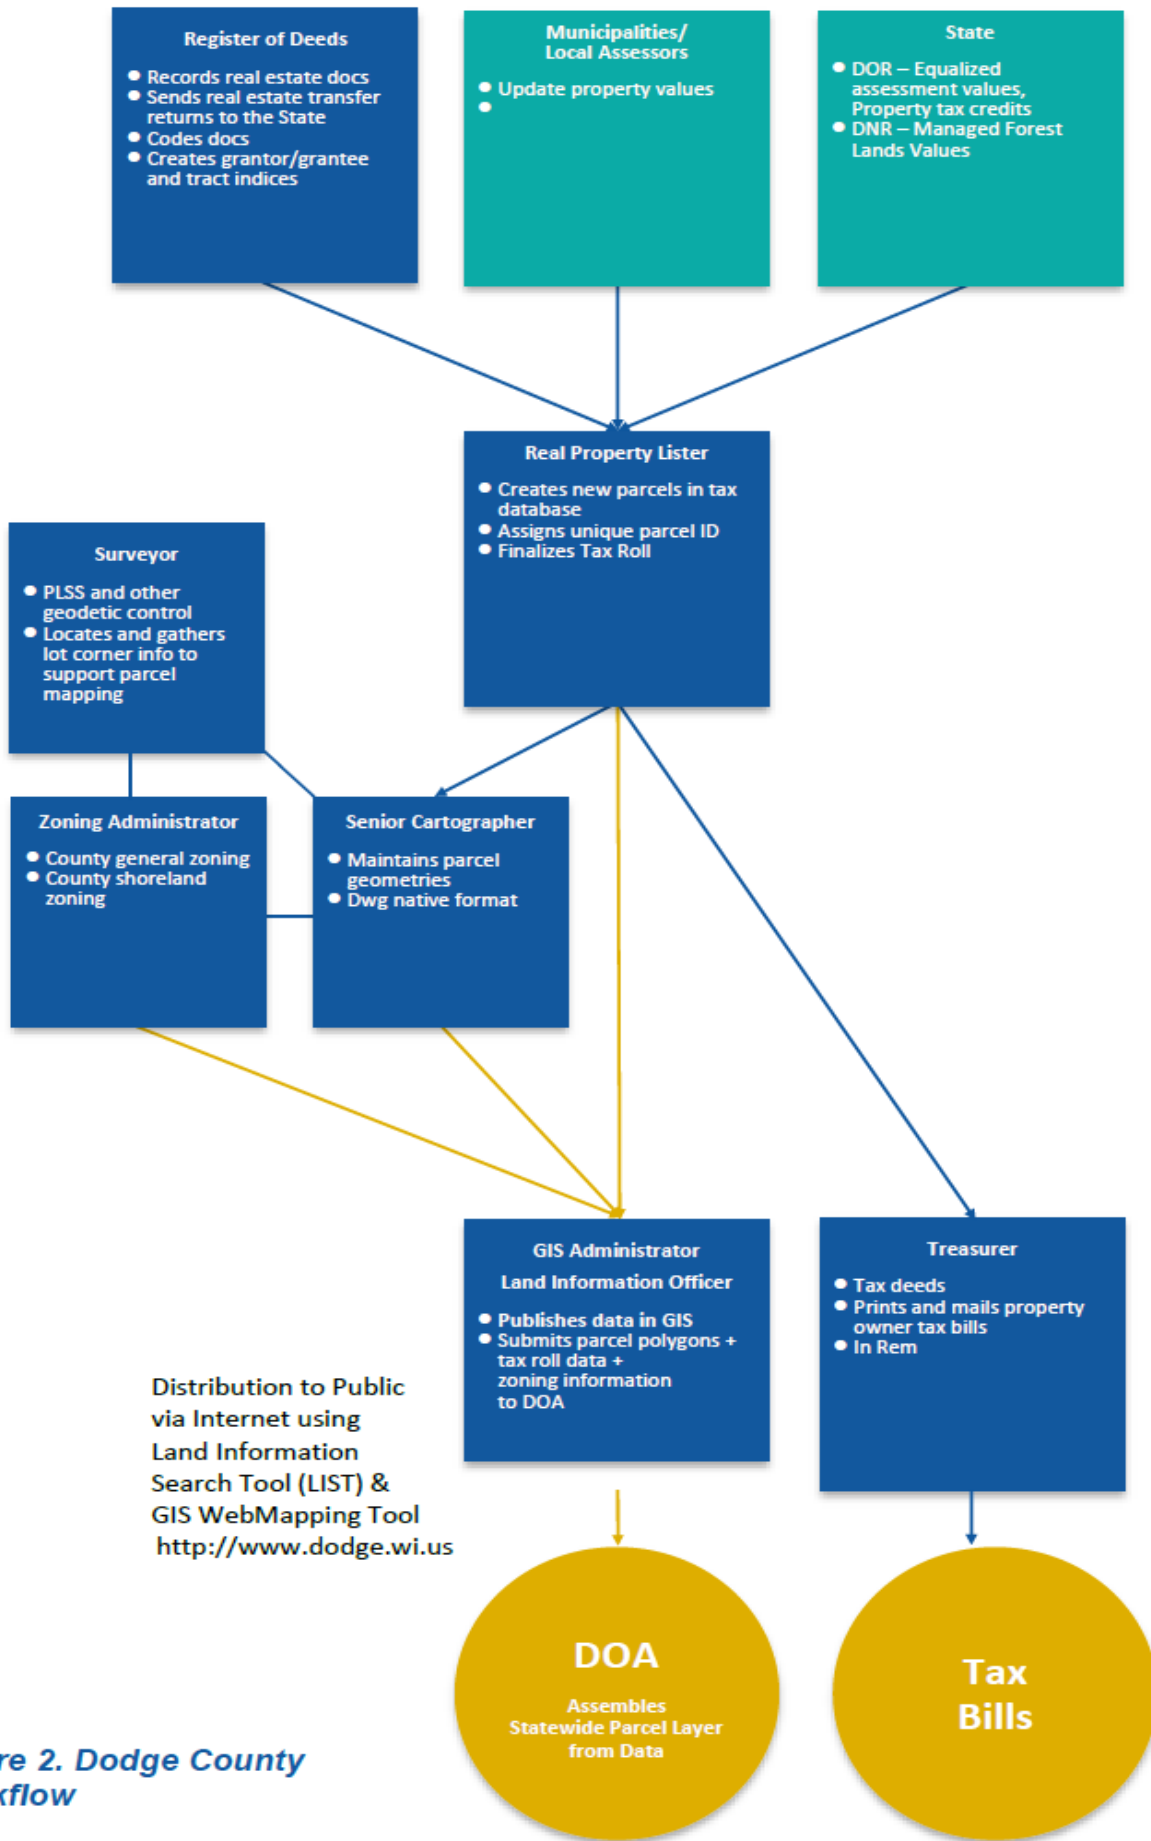 Register of Deeds
● Records real estate docs
● Sends real estate transfer
returns to the State
● Codes docs
● Creates grantor/grantee
and tract indices
Municipalities/
Local Assessors
● Update property values
●
State
● DOR – Equalized
assessment values,
Property tax credits
● DNR – Managed Forest
Lands Values
Real Property Lister
● Creates new parcels in tax
database
● Assigns unique parcel ID
● Finalizes Tax Roll
Surveyor
● PLSS and other
geodetic control
● Locates and gathers
lot corner info to
support parcel
mapping
Zoning Administrator
● County general zoning
● County shoreland
zoning
Senior Cartographer
● Maintains parcel
geometries
● Dwg native format
GIS Administrator
Land Information Officer
● Publishes data in GIS
● Submits parcel polygons +
tax roll data +
zoning information
to DOA
Treasurer
● Tax deeds
● Prints and mails property
owner tax bills
● In Rem
Distribution to Public
via Internet using
Land Information
Search Tool (LIST) &
GIS WebMapping Tool
http://www.dodge.wi.us
DOA
Assembles
Statewide Parcel Layer
from Data
Tax
Bills
re 2. Dodge County
kflow